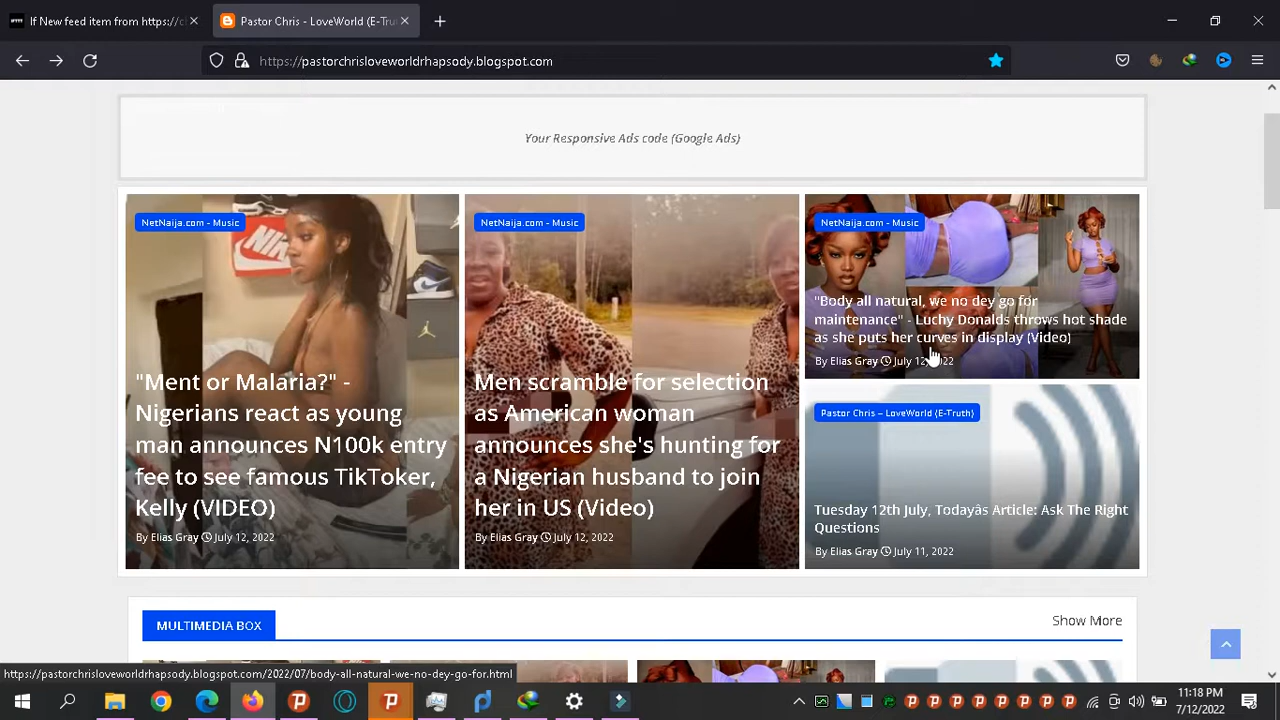 If New feed item from https://c
Pastor Chris - LoveWorld (E-Tru
https://pastorchrisloveworldrhapsody.blogspot.com
Your Responsive Ads code (Google Ads)
NetNaija.com - Music
"Ment or Malaria?" -
Nigerians react as young
man announces N100k entry
fee to see famous TikToker,
Kelly (VIDEO)
By Elias Gray July 12, 2022
NetNaija.com - Music
Men scramble for selection
as American woman
announces she's hunting for
a Nigerian husband to join
her in US (Video)
By Elias Gray July 12, 2022
NetNaija.com - Music
"Body all natural, we no dey go for
maintenance" - Luchy Donalds throws hot shade
as she puts her curves in display (Video)
By Elias Gray July 12, 2022
Pastor Chris – LoveWorld (E-Truth)
Tuesday 12th July, Todayâs Article: Ask The Right
Questions
By Elias Gray July 11, 2022
MULTIMEDIA BOX
Show More
https://pastorchrisloveworldrhapsody.blogspot.com/2022/07/body-all-natural-we-no-dey-go-for.html
11:18 PM
7/12/2022